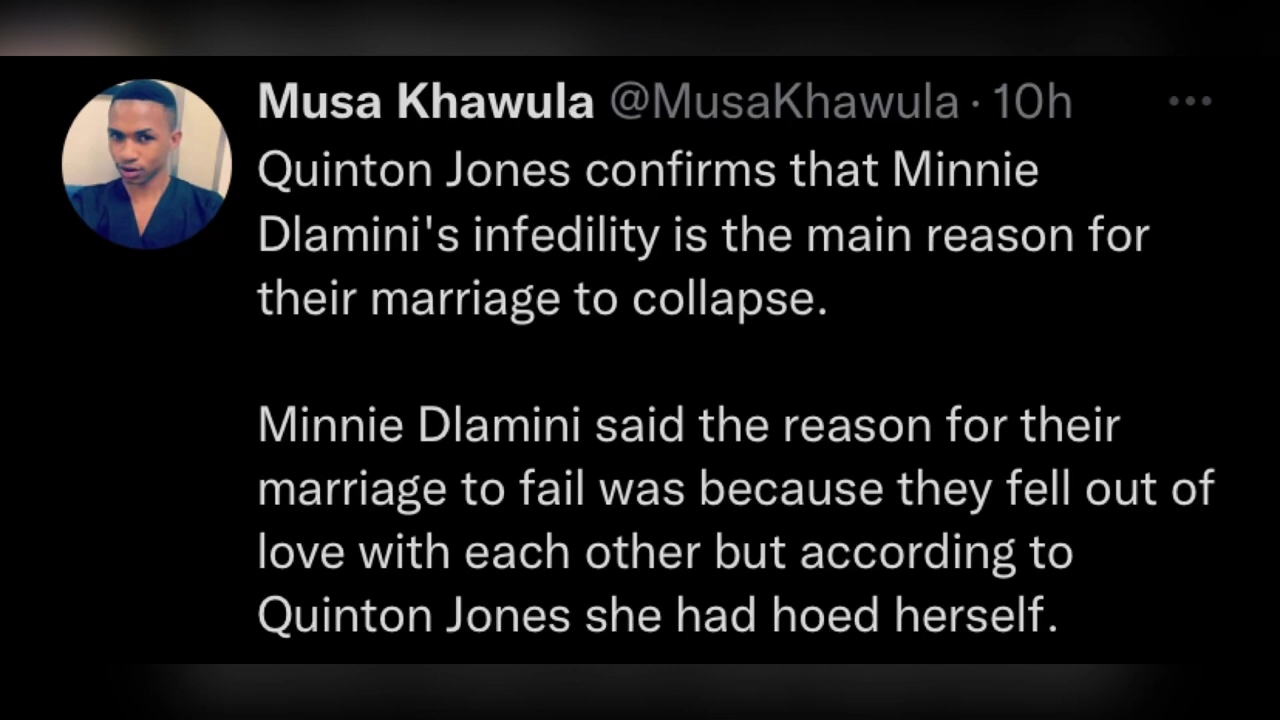 Musa Khawula @MusaKhawula · 10h ...
Quinton Jones confirms that Minnie
Dlamini's infedility is the main reason for
their marriage to collapse.
Minnie Dlamini said the reason for their
marriage to fail was because they fell out of
love with each other but according to
Quinton Jones she had hoed herself.